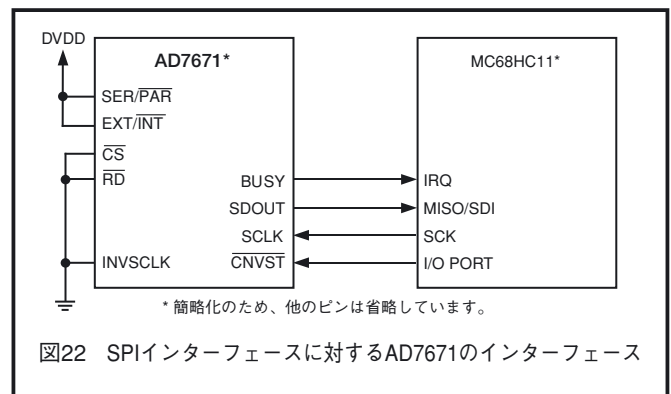 DVDD
AD7671*
MC68HC11*
SER/PAR
EXT/INT
CS
RD
BUSY
IRQ
SDOUT
MISO/SDI
SCLK
SCK
INVSCLK
CNVST
I/O PORT
* 簡略化のため、他のピンは省略しています。
図22 SPIインターフェースに対するAD7671のインターフェース